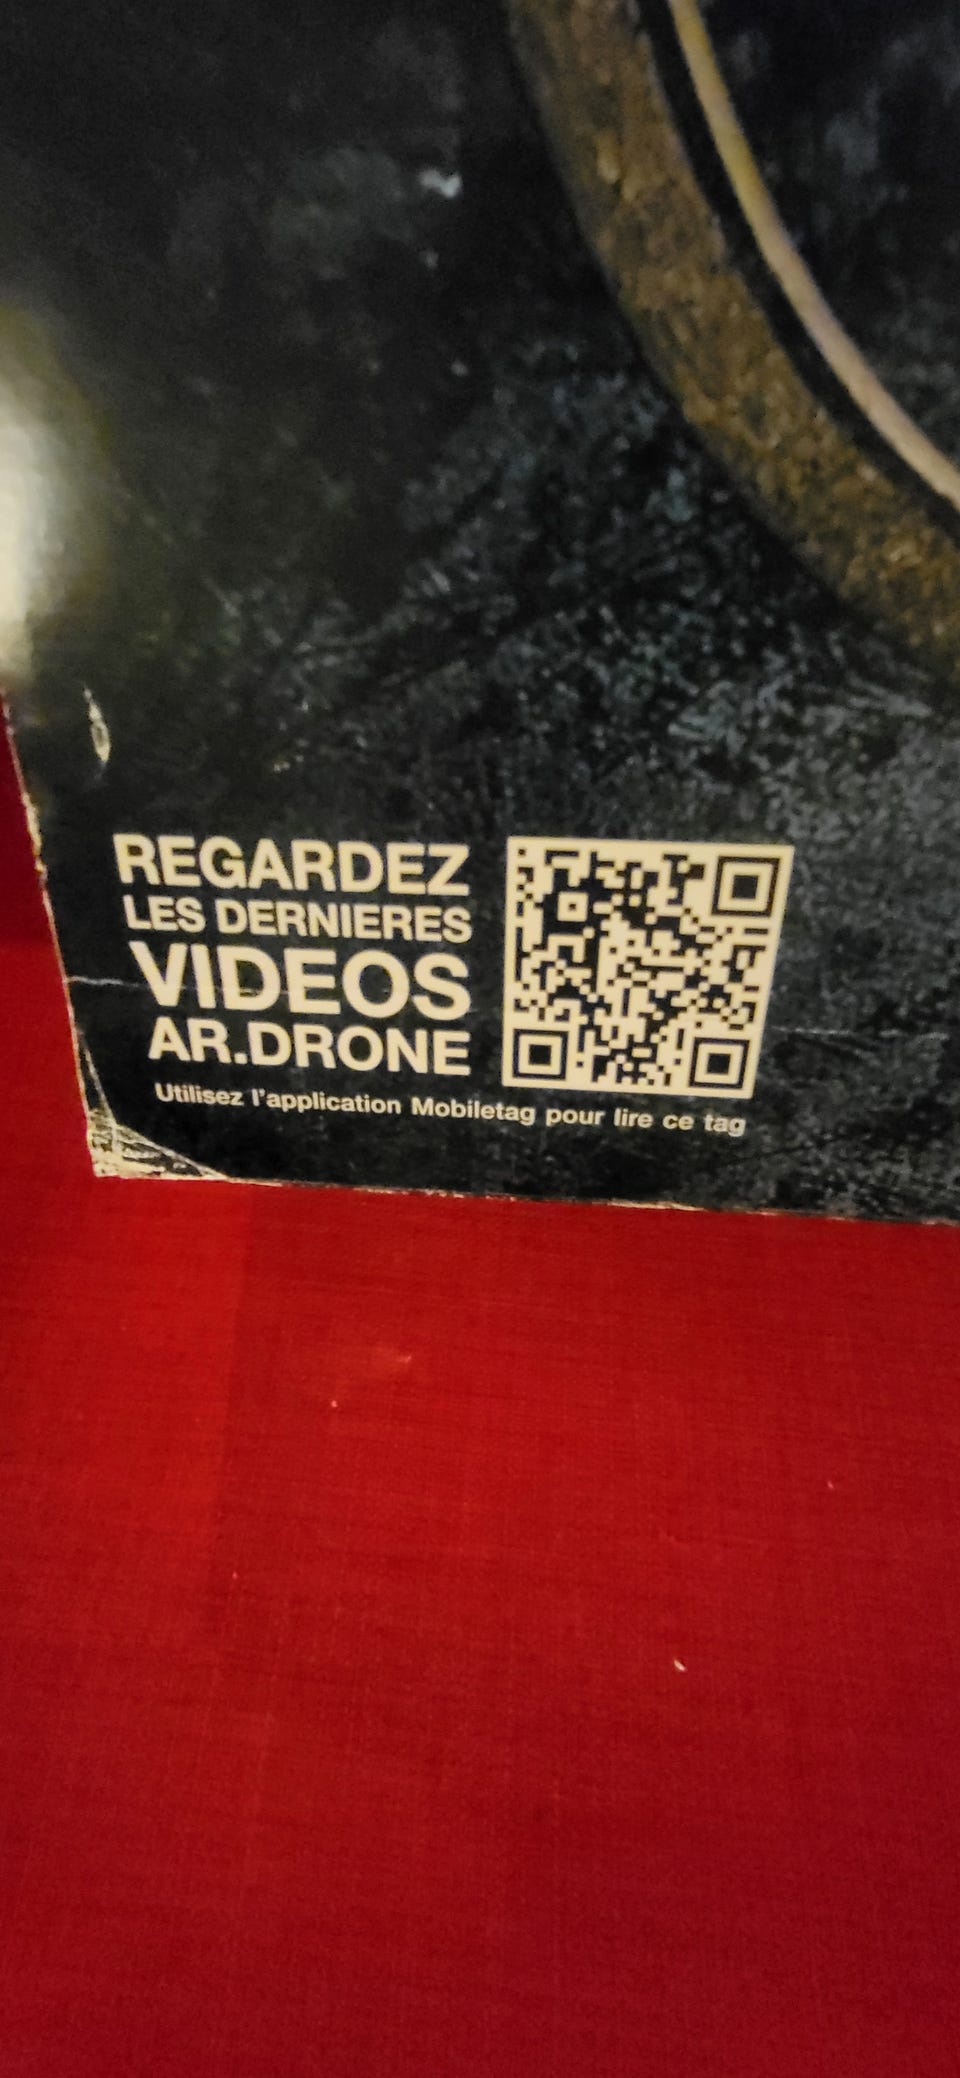 REGARDEZ
LES DERNIERES
VIDEOS
AR.DRONE
Utilisez l'application Mobiletag pour lire ce tag